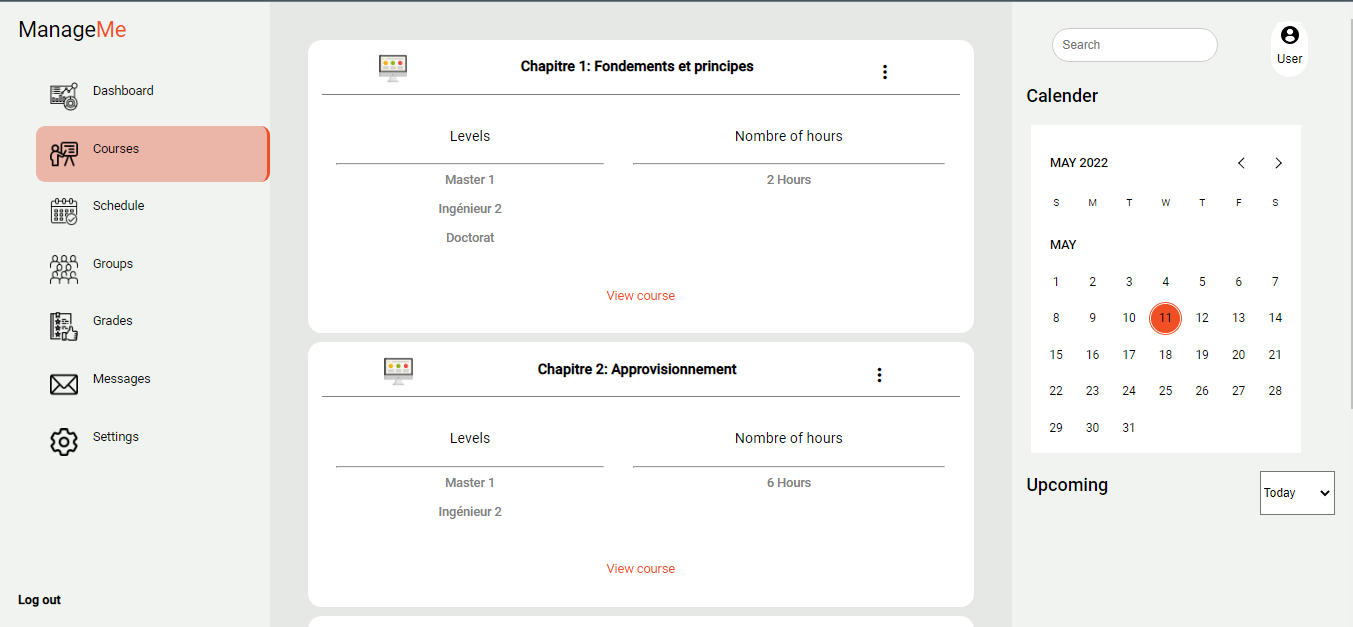 ManageMe
Dashboard
Courses
Schedule
Groups
Grades
Messages
Settings
Log out
Chapitre 1: Fondements et principes
Levels
Nombre of hours
Master 1
2 Hours
Ingénieur 2
Doctorat
View course
Chapitre 2: Approvisionnement
Levels
Nombre of hours
Master 1
6 Hours
Ingénieur 2
View course
Search
User
Calender
MAY 2022
S M T W T F S
MAY
1 2 3 4 5 6 7
8 9 10 11 12 13 14
15 16 17 18 19 20 21
22 23 24 25 26 27 28
29 30 31
Upcoming
Today